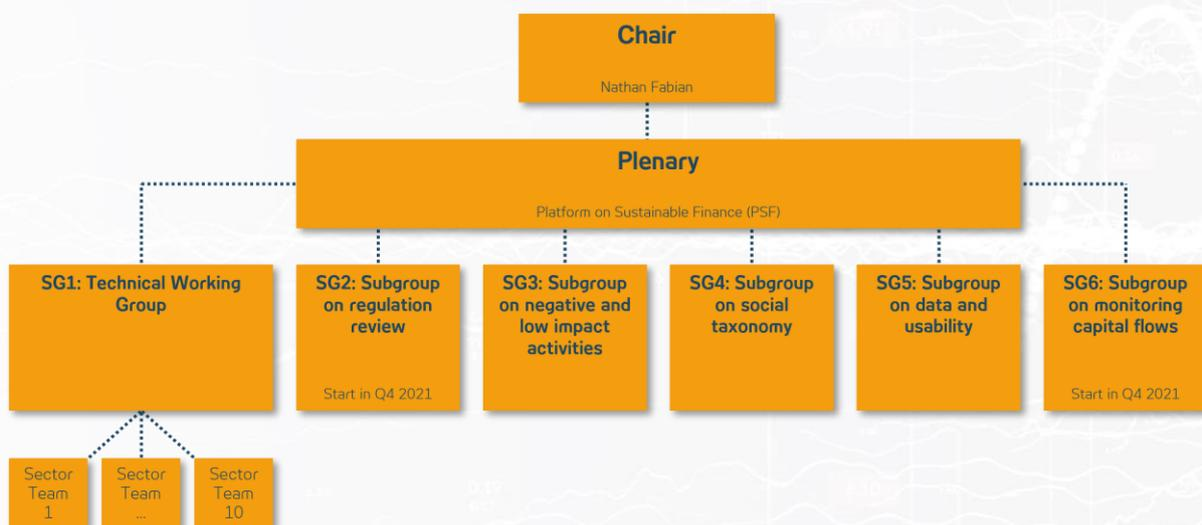 Chair
Nathan Fabian
Plenary
Platform on Sustainable Finance (PSF)
SG1: Technical Working
Group
SG2: Subgroup
on regulation
review
Start in Q4 2021
SG3: Subgroup
on negative and
low impact
activities
SG4: Subgroup
on social
taxonomy
SG5: Subgroup
on data and
usability
SG6: Subgroup
on monitoring
capital flows
Start in Q4 2021
Sector
Team
1
Sector
Team
...
Sector
Team
10